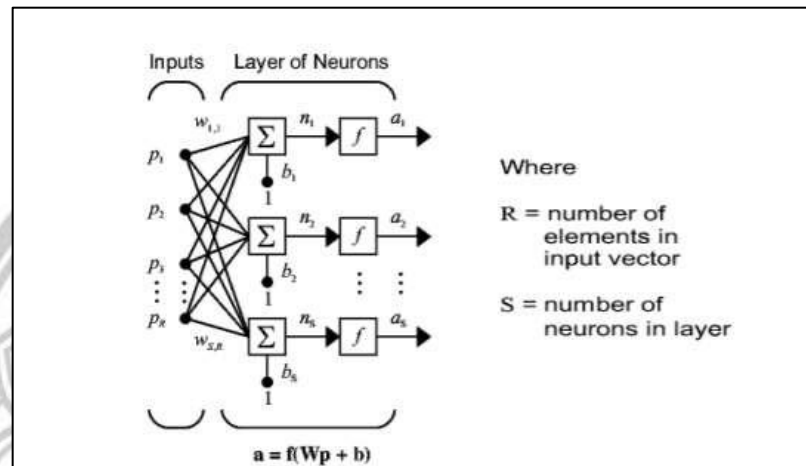 Inputs Layer of Neurons
w1,1 n1 a1
Σ f
p1 b1
1
p2 n2 a2
Σ f
p3 b2
1
pR nS aS
Σ f
wS,R bS
1
a = f(Wp + b)
Where
R = number of
elements in
input vector
S = number of
neurons in layer